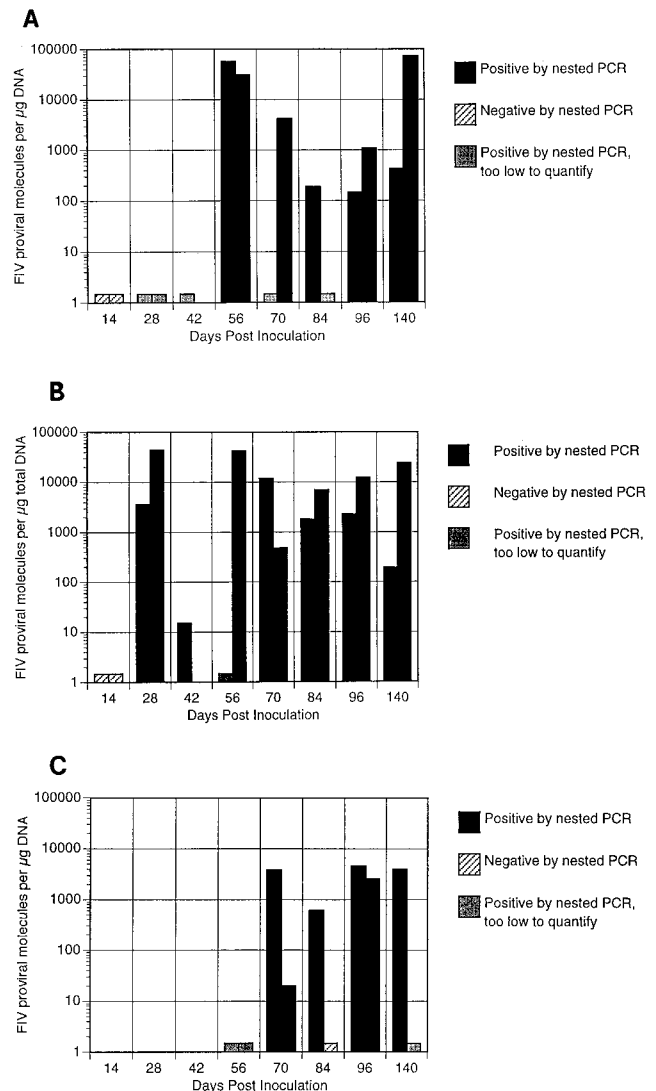 A
FIV proviral molecules per µg DNA
100000
10000
1000
100
10
1
14 28 42 56 70 84 96 140
Days Post Inoculation
Positive by nested PCR
Negative by nested PCR
Positive by nested PCR,
too low to quantify
B
FIV proviral molecules per µg total DNA
100000
10000
1000
100
10
1
14 28 42 56 70 84 96 140
Days Post Inoculation
Positive by nested PCR
Negative by nested PCR
Positive by nested PCR,
too low to quantify
C
FIV proviral molecules per µg DNA
100000
10000
1000
100
10
1
14 28 42 56 70 84 96 140
Days Post Inoculation
Positive by nested PCR
Negative by nested PCR
Positive by nested PCR,
too low to quantify